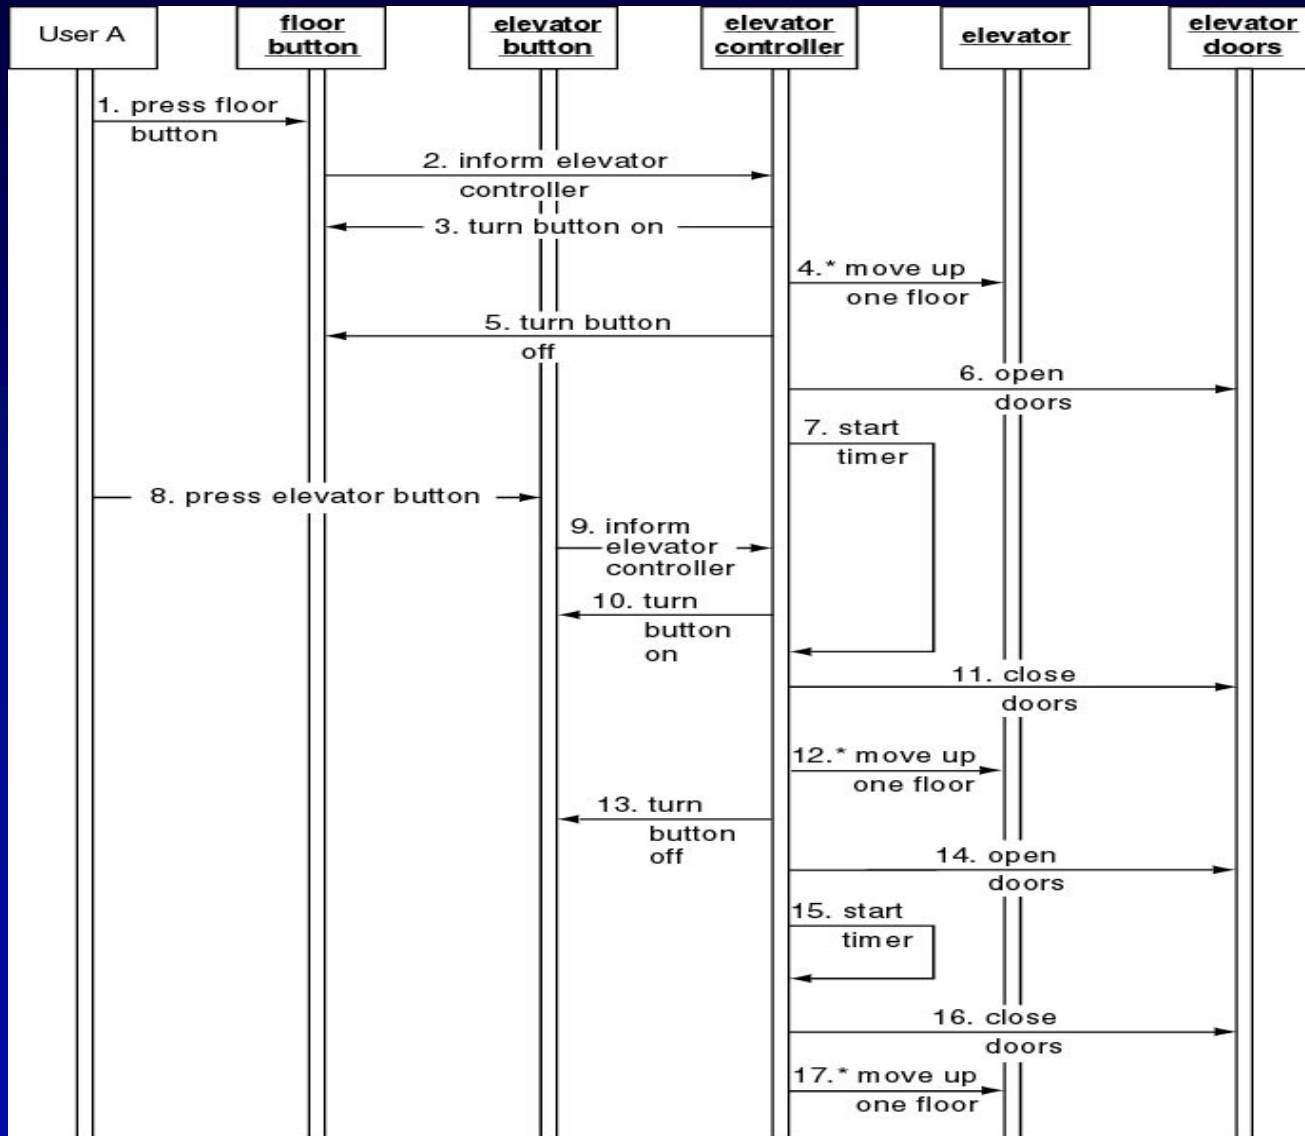 User A
floor
button
elevator
button
elevator
controller
elevator
elevator
doors
1. press floor
button
2. inform elevator
controller
3. turn button on
4.* move up
one floor
5. turn button
off
6. open
doors
7. start
timer
8. press elevator button
9. inform
elevator
controller
10. turn
button
on
11. close
doors
12.* move up
one floor
13. turn
button
off
14. open
doors
15. start
timer
16. close
doors
17.* move up
one floor